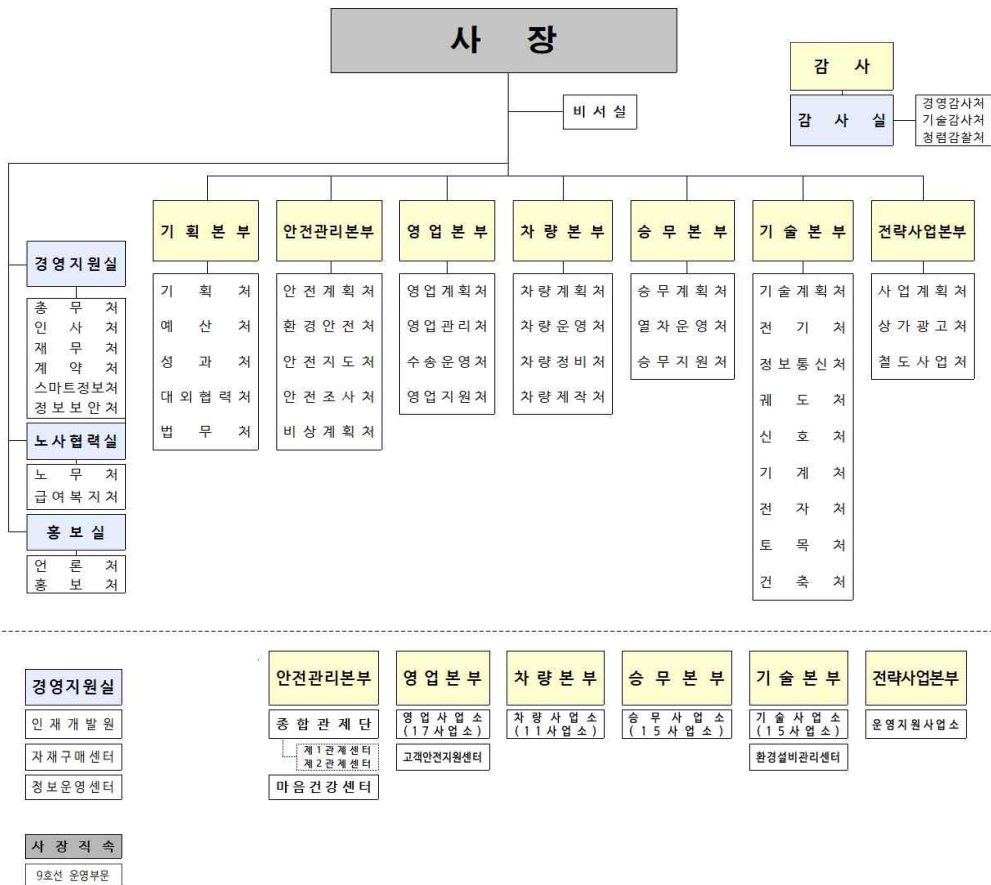 사 장
비 서 실
감 사
감 사 실
경영감사처
기술감사처
청렴감찰처
경영지원실
총 무 처
인 사 처
재 무 처
계 약 처
스마트정보처
정보보안처
노사협력실
노 무 처
급여복지처
홍 보 실
언 론 처
홍 보 처
기 획 본 부
기 획 처
예 산 처
성 과 처
대외협력처
법 무 처
안전관리본부
안전계획처
환경안전처
안전지도처
안전조사처
비상계획처
영 업 본 부
영업계획처
영업관리처
수송운영처
영업지원처
차 량 본 부
차량계획처
차량운영처
차량정비처
차량제작처
승 무 본 부
승무계획처
열차운영처
승무지원처
기 술 본 부
기술계획처
전 기 처
정보통신처
궤 도 처
신 호 처
기 계 처
전 자 처
토 목 처
건 축 처
전략사업본부
사업계획처
상가광고처
철도사업처
경영지원실
인재개발원
자재구매센터
정보운영센터
사 장 직 속
9호선 운영부문
안전관리본부
종합관제단
제1관제센터
제2관제센터
마음건강센터
영 업 본 부
영업사업소
(17사업소)
고객안전지원센터
차 량 본 부
차량사업소
(11사업소)
승 무 본 부
승무사업소
(15사업소)
기 술 본 부
기술사업소
(15사업소)
환경설비관리센터
전략사업본부
운영지원사업소